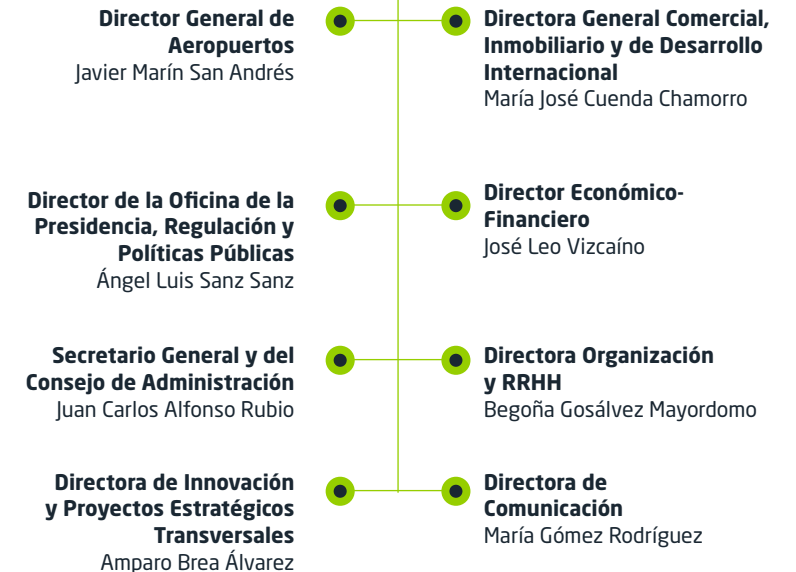 Director General de
Aeropuertos
Javier Marín San Andrés
Directora General Comercial,
Inmobiliario y de Desarrollo
Internacional
María José Cuenda Chamorro
Director de la Oficina de la
Presidencia, Regulación y
Políticas Públicas
Ángel Luis Sanz Sanz
Director Económico-
Financiero
José Leo Vizcaíno
Secretario General y del
Consejo de Administración
Juan Carlos Alfonso Rubio
Directora Organización
y RRHH
Begoña Gosálvez Mayordomo
Directora de Innovación
y Proyectos Estratégicos
Transversales
Amparo Brea Álvarez
Directora de
Comunicación
María Gómez Rodríguez